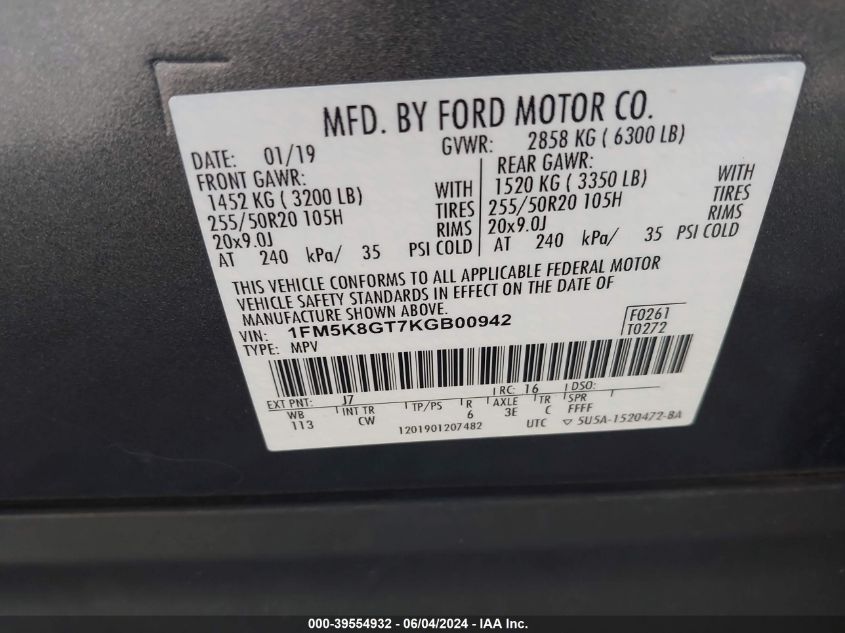 MFD. BY FORD MOTOR CO.
DATE: 01/19 GVWR: 2858 KG ( 6300 LB)
FRONT GAWR: REAR GAWR:
1452 KG ( 3200 LB) WITH 1520 KG ( 3350 LB) WITH
255/50R20 105H TIRES 255/50R20 105H TIRES
20x9.0J RIMS 20x9.0J RIMS
AT 240 kPa/ 35 PSI COLD AT 240 kPa/ 35 PSI COLD
THIS VEHICLE CONFORMS TO ALL APPLICABLE FEDERAL MOTOR
VEHICLE SAFETY STANDARDS IN EFFECT ON THE DATE OF
MANUFACTURE SHOWN ABOVE.
VIN: 1FM5K8GT7KGB00942 F0261
TYPE: MPV T0272
EXT PNT: J7 RC: 16 DSO:
WB INT TR TP/PS R AXLE TR SPR
113 CW 6 3E C FFFF
1201901207482 UTC ▽ 5U5A-1520472-BA
000-39554932 - 06/04/2024 - IAA Inc.